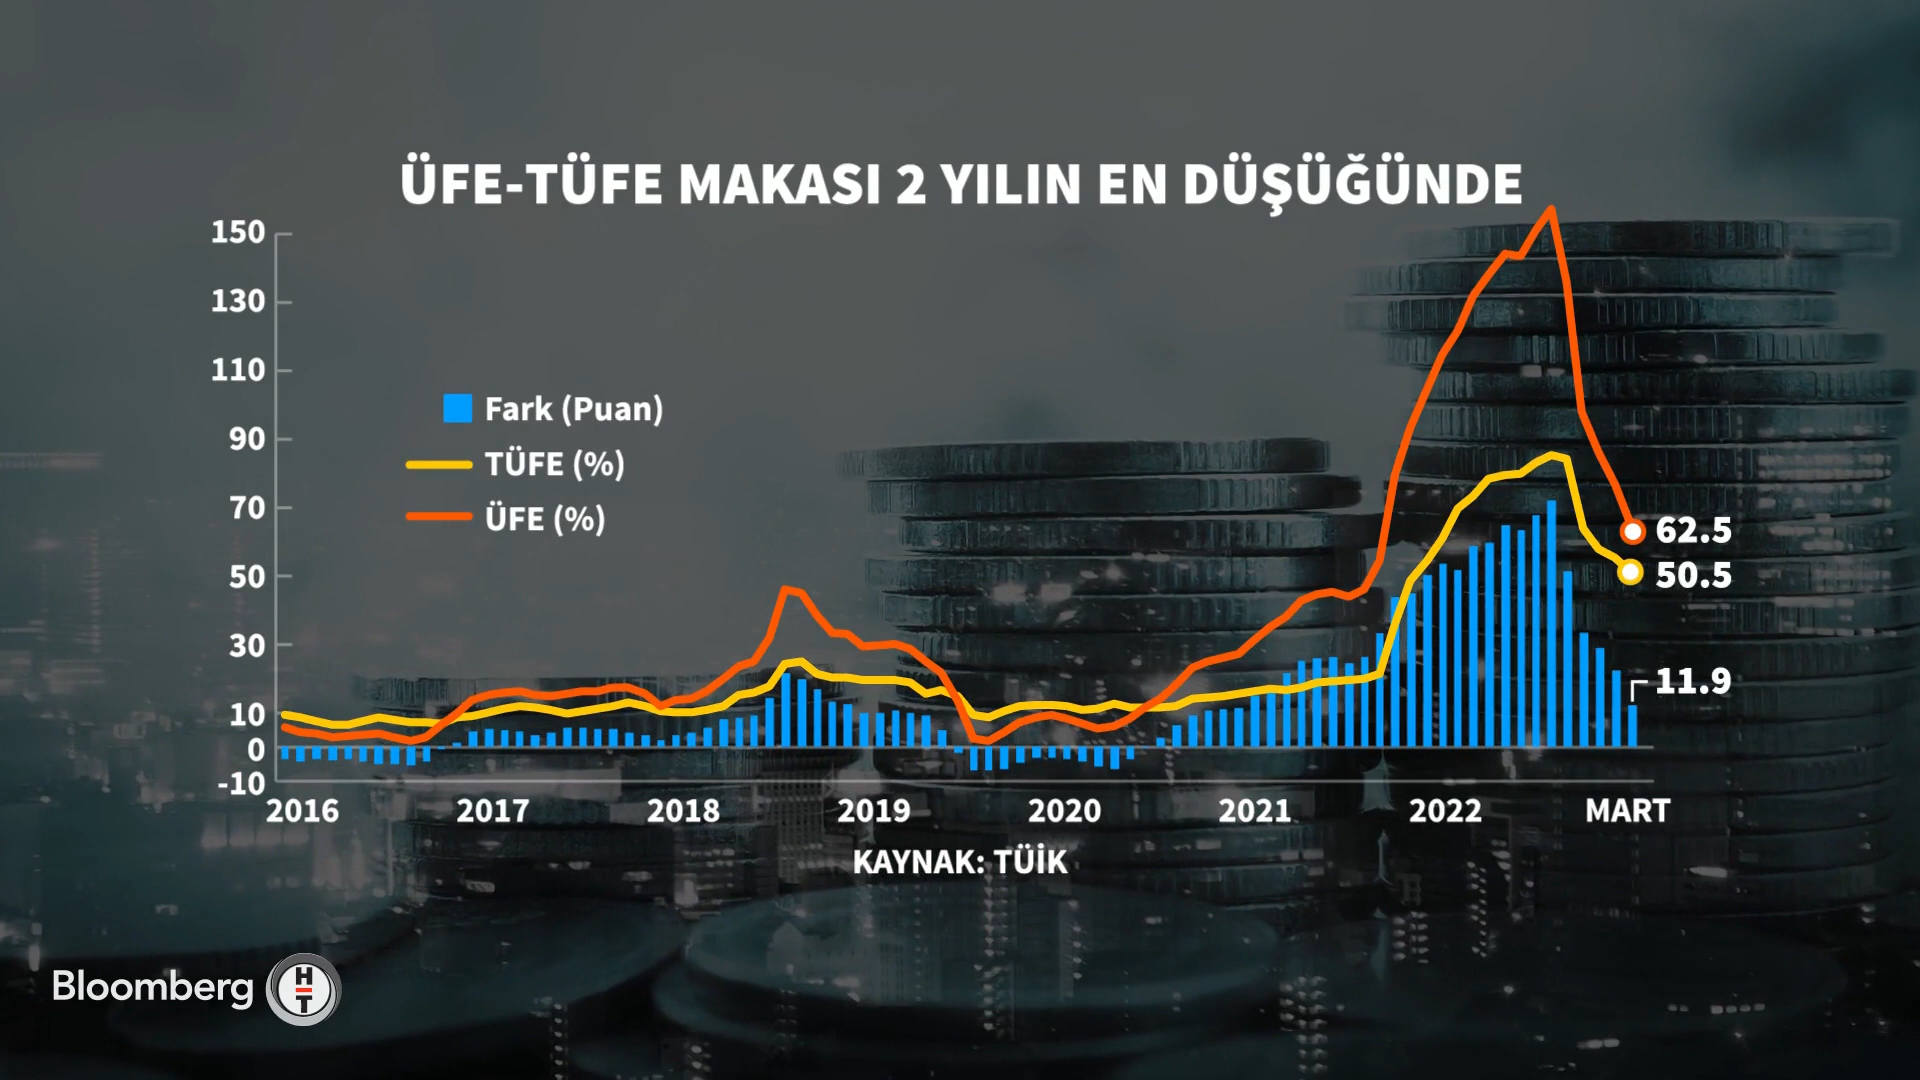 ÜFE-TÜFE MAKASI 2 YILIN EN DÜŞÜĞÜNDE
150
130
110
90
70
50
30
10
0
-10
Fark (Puan)
TÜFE (%)
ÜFE (%)
62.5
50.5
11.9
2016 2017 2018 2019 2020 2021 2022 MART
KAYNAK: TÜİK
Bloomberg HT